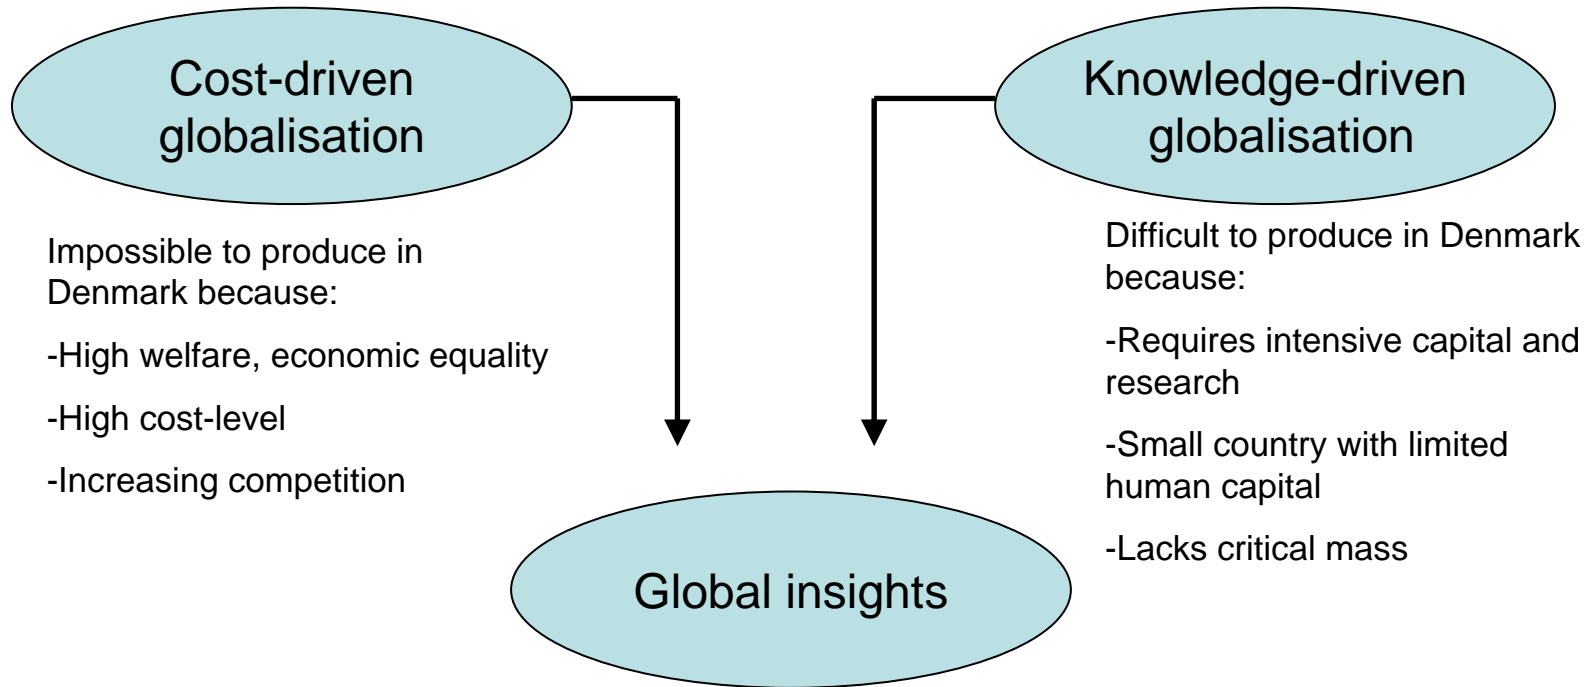 Cost-driven
globalisation
Impossible to produce in
Denmark because:
-High welfare, economic equality
-High cost-level
-Increasing competition
Knowledge-driven
globalisation
Difficult to produce in Denmark
because:
-Requires intensive capital and
research
-Small country with limited
human capital
-Lacks critical mass
Global insights